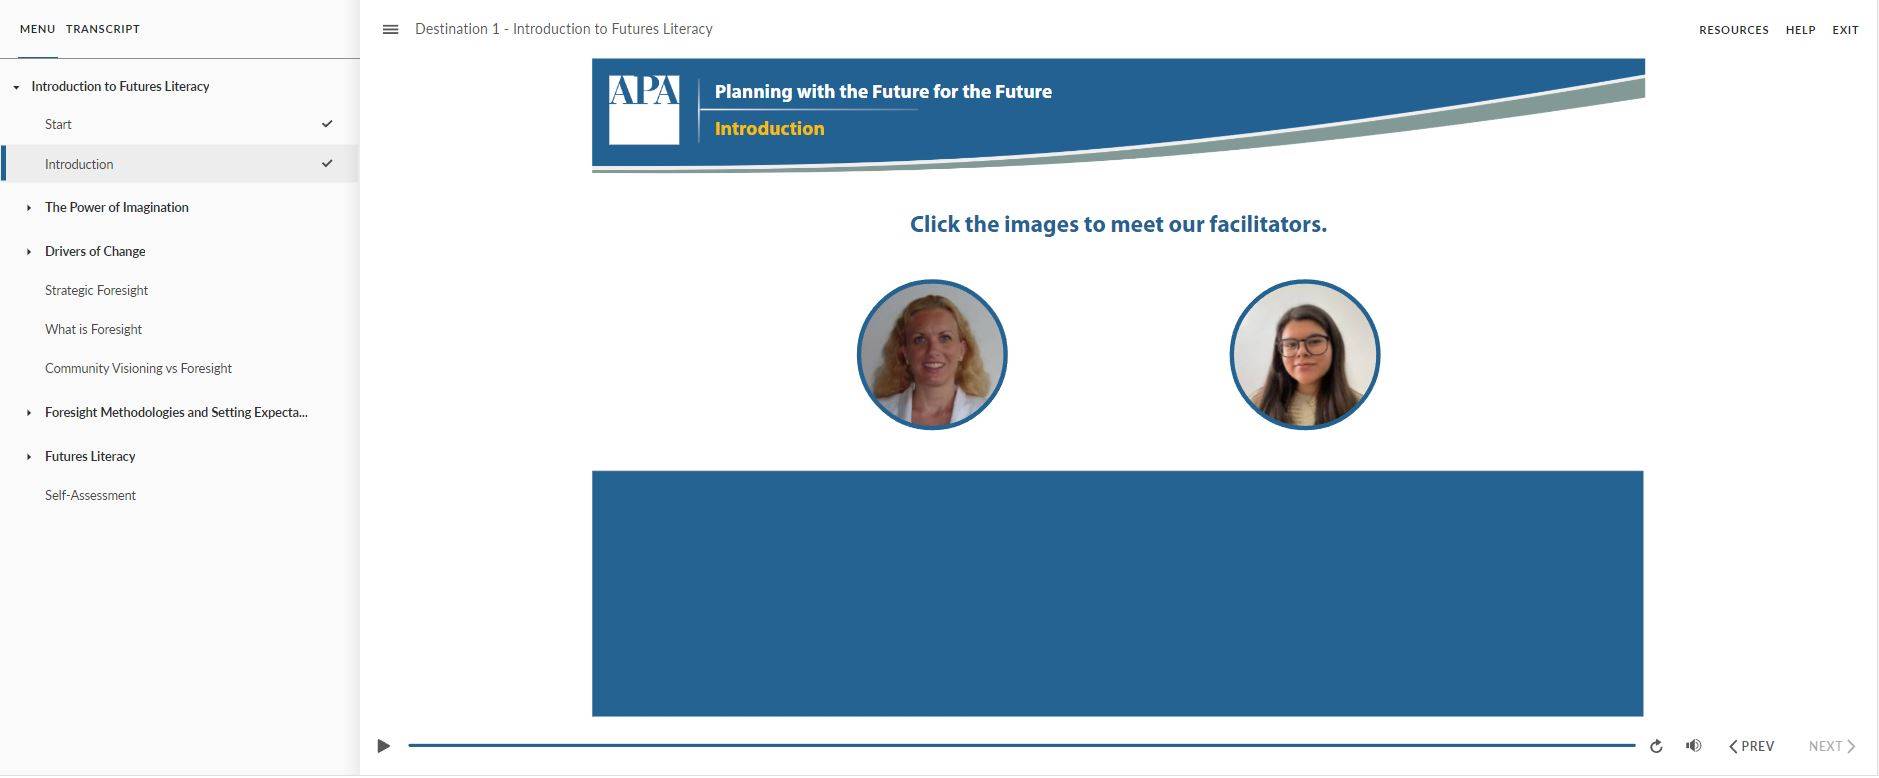 MENU TRANSCRIPT
Introduction to Futures Literacy
Start
Introduction
The Power of Imagination
Drivers of Change
Strategic Foresight
What is Foresight
Community Visioning vs Foresight
Foresight Methodologies and Setting Expecta...
Futures Literacy
Self-Assessment
Destination 1 - Introduction to Futures Literacy
RESOURCES HELP EXIT
APA
Planning with the Future for the Future
Introduction
Click the images to meet our facilitators.
PREV NEXT